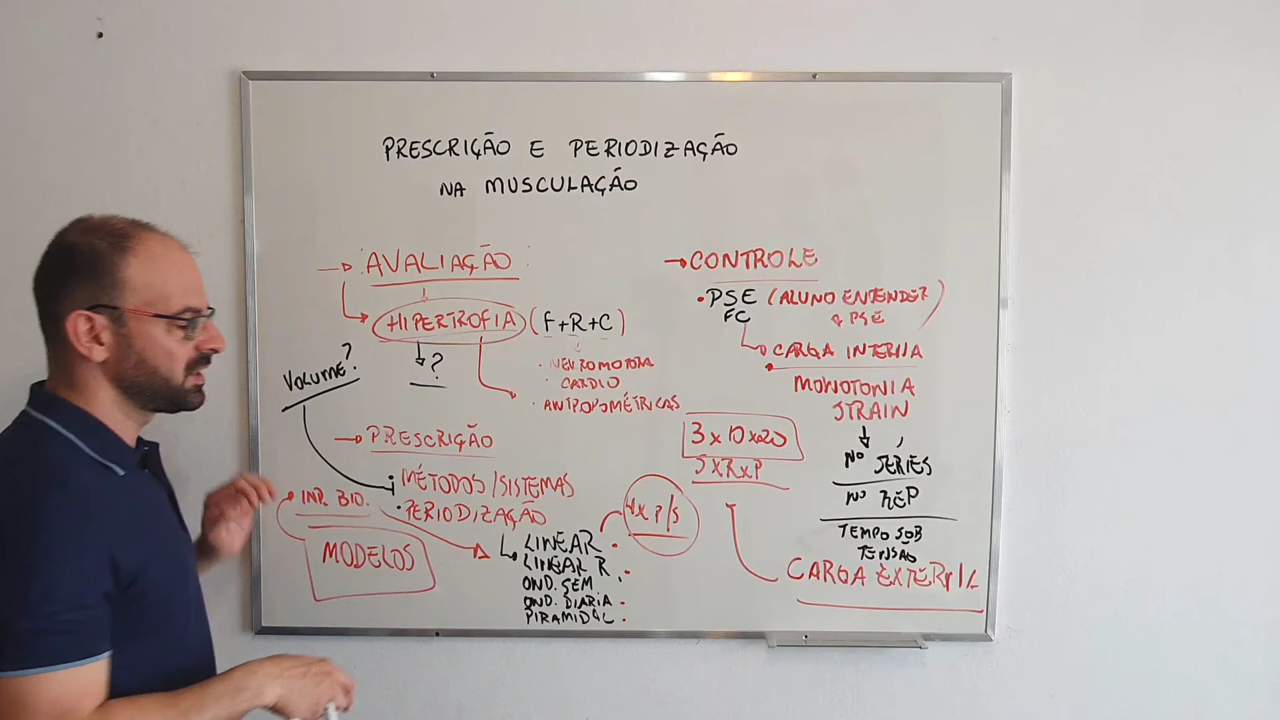 PRESCRIÇÃO E PERIODIZAÇÃO
NA MUSCULAÇÃO
AVALIAÇÃO
HIPERTROFIA (F+R+C)
?
• NEUROMOTORA
• CARDIO
• ANTROPOMÉTRICAS
VOLUME?
PRESCRIÇÃO
• MÉTODOS/SISTEMAS
• PERIODIZAÇÃO
INR. BIO.
MODELOS
LINEAR
LINEAR R
OND. SEM
OND. DIARIA
PIRAMIDAL
4x P/S
CONTROLE
• PSE (ALUNO ENTENDER
PSE)
FC
CARGA INTERNA
MONOTONIA
STRAIN
3 x 10 x 20
S x R x P
Nº SÉRIES
Nº REP
TEMPO SOB
TENSÃO
CARGA EXTERNA